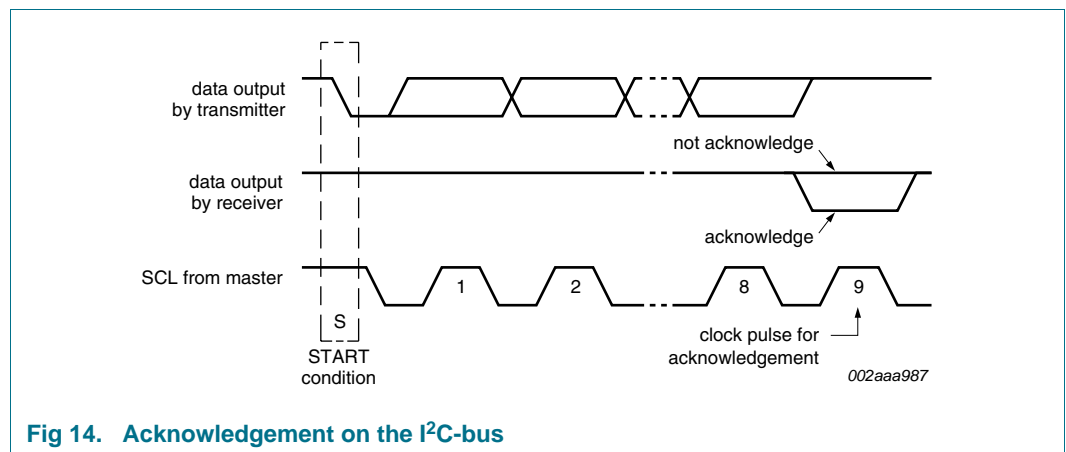 data output
by transmitter
not acknowledge
data output
by receiver
acknowledge
SCL from master
1
2
8
9
S
START
condition
clock pulse for
acknowledgement
002aaa987
Fig 14. Acknowledgement on the I²C-bus